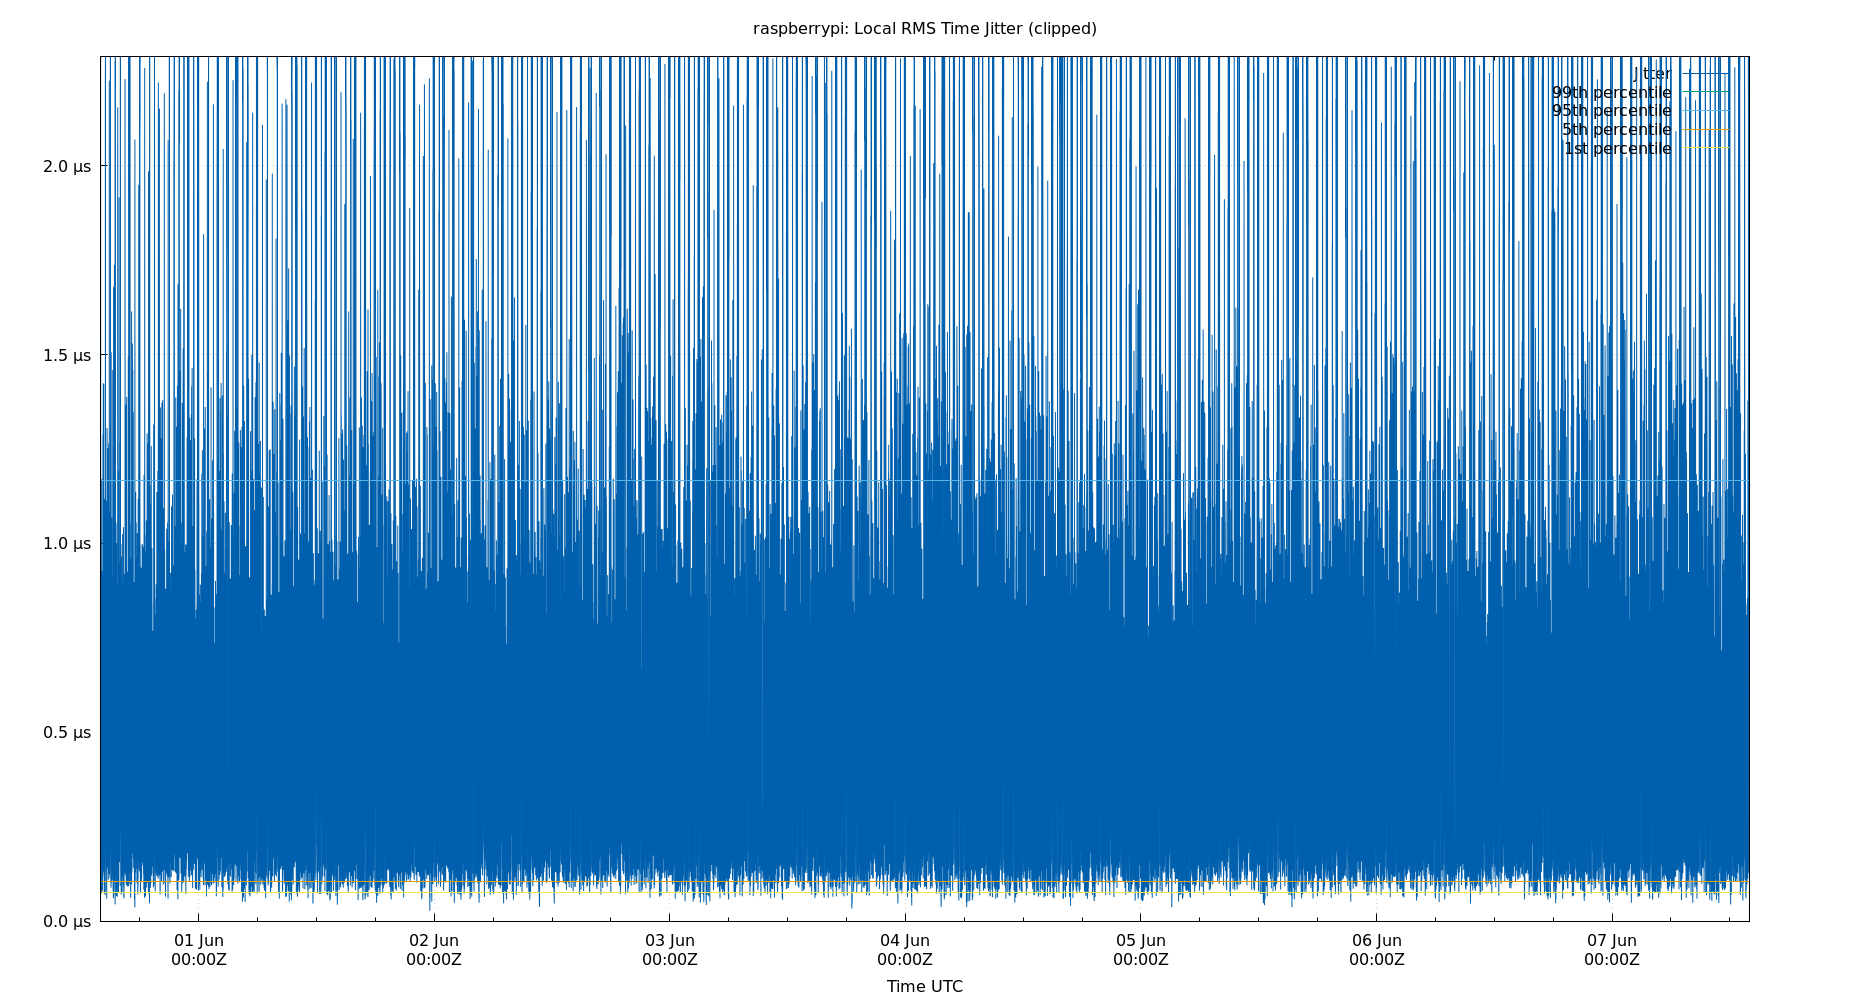 raspberrypi: Local RMS Time Jitter (clipped)
Jitter
99th percentile
95th percentile
5th percentile
1st percentile
2.0 μs
1.5 μs
1.0 μs
0.5 μs
0.0 μs
01 Jun 02 Jun 03 Jun 04 Jun 05 Jun 06 Jun 07 Jun
00:00Z 00:00Z 00:00Z 00:00Z 00:00Z 00:00Z 00:00Z
Time UTC